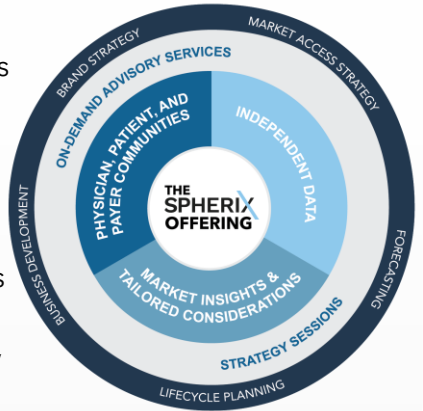 BRAND STRATEGY
MARKET ACCESS STRATEGY
FORECASTING
LIFECYCLE PLANNING
BUSINESS DEVELOPMENT
ON-DEMAND ADVISORY SERVICES
STRATEGY SESSIONS
PHYSICIAN, PATIENT, AND
PAYER COMMUNITIES
INDEPENDENT DATA
MARKET INSIGHTS &
TAILORED CONSIDERATIONS
THE
SPHERIX
OFFERING